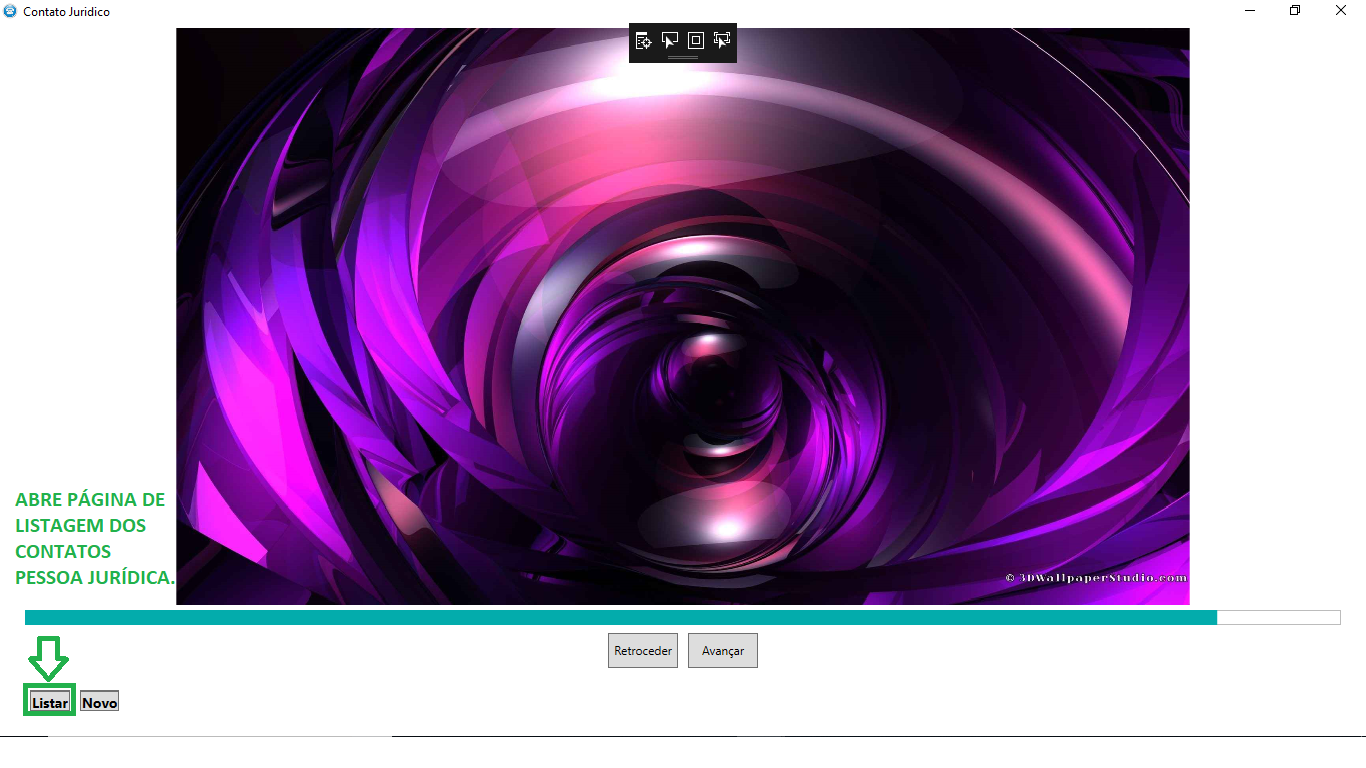 Contato Juridico
ABRE PÁGINA DE
LISTAGEM DOS
CONTATOS
PESSOA JURÍDICA.
© 3DWallpaperStudio.com
Retroceder Avançar
Listar Novo